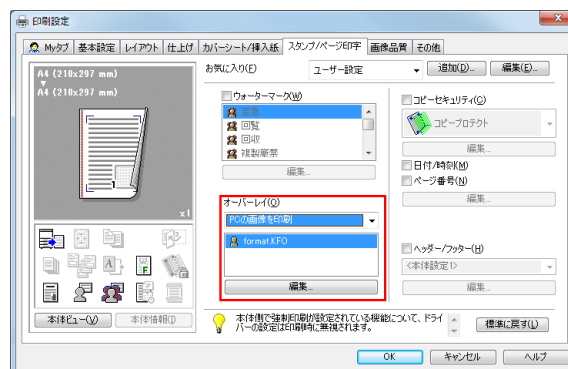 印刷設定
Myタブ 基本設定 レイアウト 仕上げ カバーシート/挿入紙 スタンプ/ページ印字 画像品質 その他
A4 (210x297 mm)
A4 (210x297 mm)
1
x1
本体ビュー(V) 本体情報(I)
お気に入り(F) ユーザー設定 追加(D)... 編集(E)...
ウォーターマーク(W)
回覧
回収
複製厳禁
編集...
オーバーレイ(O)
PCの画像を印刷
format.KFO
編集...
コピーセキュリティ(C)
コピープロテクト
編集...
日付/時刻(M)
ページ番号(N)
編集...
ヘッダー/フッター(H)
<本体設定1>
編集...
本体側で強制印刷が設定されている機能について、ドライ
バーの設定は印刷時に無視されます。
標準に戻す(L)
OK キャンセル ヘルプ